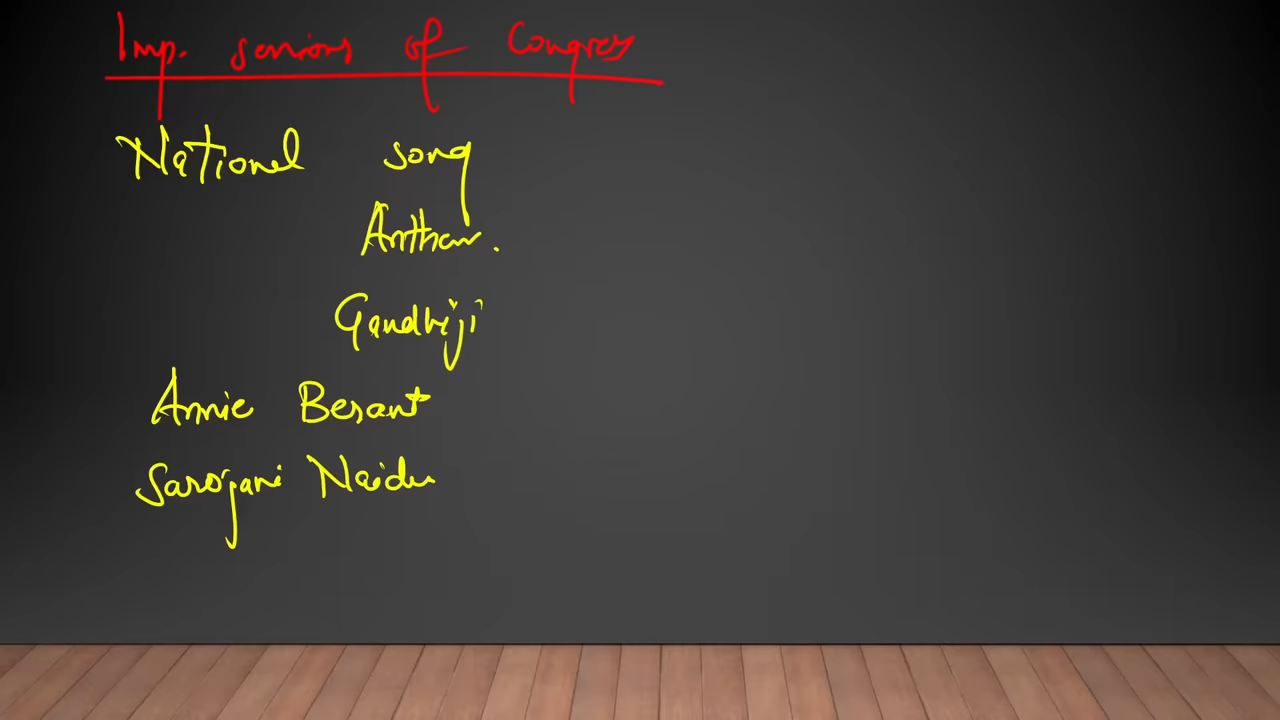 Imp. sessions of Congress
National song
Anthem.
Gandhiji
Annie Besant
Sarojani Naidu